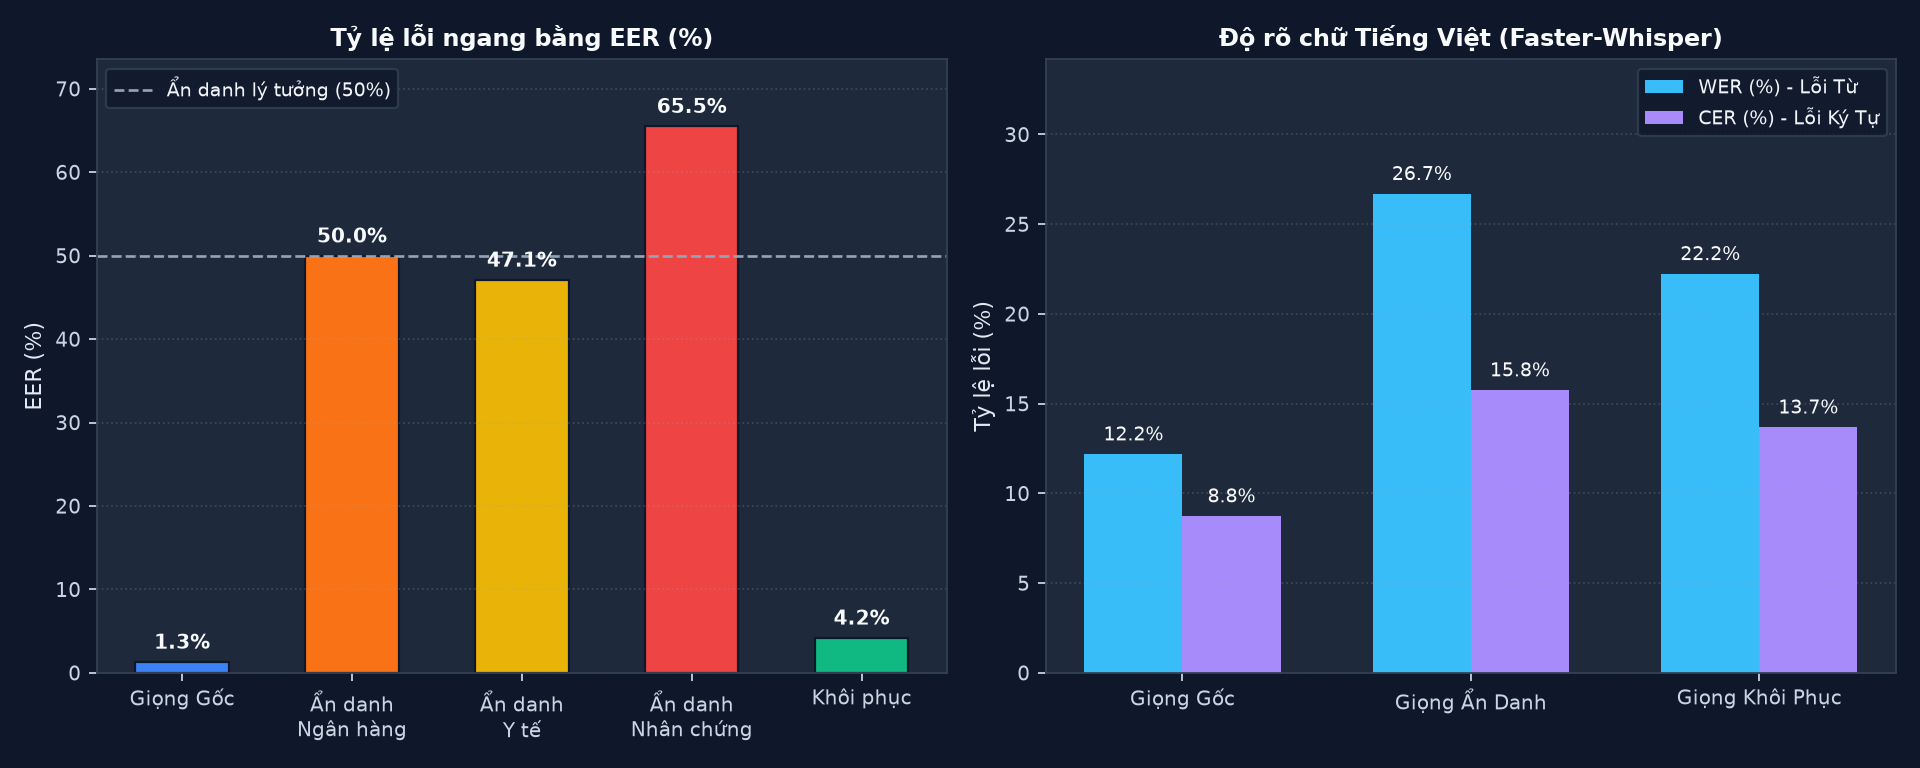 Tỷ lệ lỗi ngang bằng EER (%)
Ẩn danh lý tưởng (50%)
EER (%)
70
60
50
40
30
20
10
0
1.3%
50.0%
47.1%
65.5%
4.2%
Giọng Gốc
Ẩn danh
Ngân hàng
Ẩn danh
Y tế
Ẩn danh
Nhân chứng
Khôi phục
Độ rõ chữ Tiếng Việt (Faster-Whisper)
WER (%) - Lỗi Từ
CER (%) - Lỗi Ký Tự
Tỷ lệ lỗi (%)
30
25
20
15
10
5
0
12.2%
8.8%
26.7%
15.8%
22.2%
13.7%
Giọng Gốc
Giọng Ẩn Danh
Giọng Khôi Phục